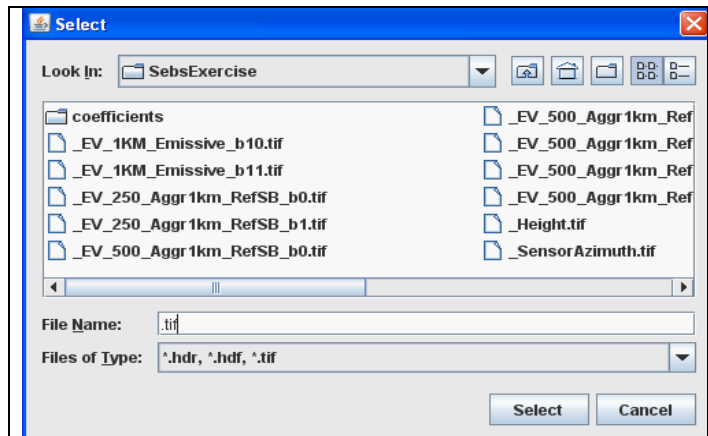 Select
Look In: SebsExercise
coefficients
_EV_1KM_Emissive_b10.tif
_EV_1KM_Emissive_b11.tif
_EV_250_Aggr1km_RefSB_b0.tif
_EV_250_Aggr1km_RefSB_b1.tif
_EV_500_Aggr1km_RefSB_b0.tif
_EV_500_Aggr1km_Ref
_EV_500_Aggr1km_Ref
_EV_500_Aggr1km_Ref
_EV_500_Aggr1km_Ref
_Height.tif
_SensorAzimuth.tif
File Name: .tif
Files of Type: *.hdr, *.hdf, *.tif
Select Cancel